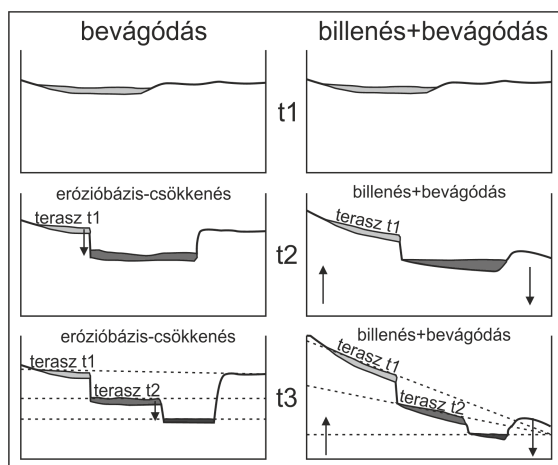 bevágódás
billenés+bevágódás
t1
erózióbázis-csökkenés
billenés+bevágódás
terasz t1
terasz t1
t2
erózióbázis-csökkenés
billenés+bevágódás
terasz t1
terasz t1
terasz t2
terasz t2
t3